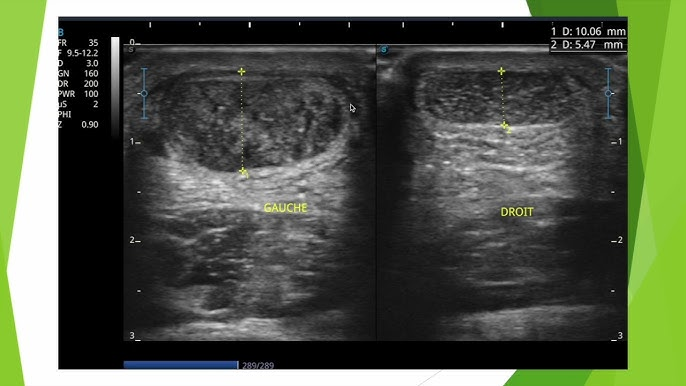 B
FR 35
F 9.5-12.2
D 3.0
GN 160
DR 200
PWR 100
µS 2
PHI
Z 0.90
0
1
2
3
1 D: 10.06 mm
2 D: 5.47 mm
1
2
3
GAUCHE
DROIT
289/289